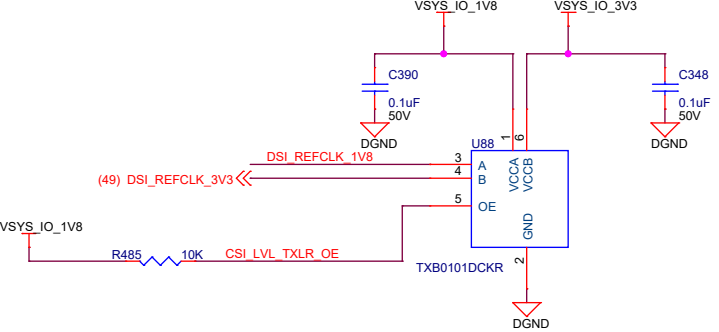 VSYS_IO_1V8
VSYS_IO_3V3
C390
0.1uF
50V
DGND
C348
0.1uF
50V
DGND
U88
1
6
VCCA
VCCB
DSI_REFCLK_1V8
3
A
(49) DSI_REFCLK_3V3
4
B
5
OE
GND
2
VSYS_IO_1V8
R485
10K
CSI_LVL_TXLR_OE
TXB0101DCKR
DGND